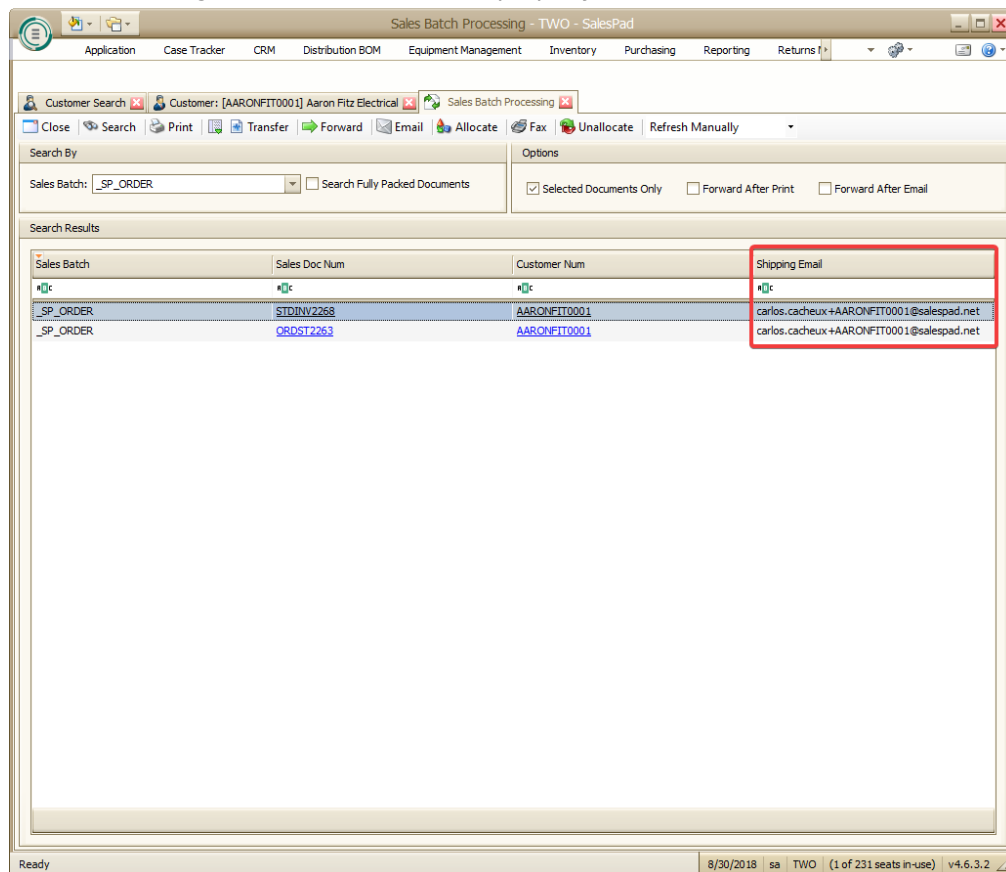 Sales Batch Processing - TWO - SalesPad
Application Case Tracker CRM Distribution BOM Equipment Management Inventory Purchasing Reporting Returns
Customer Search Customer: [AARONFIT0001] Aaron Fitz Electrical Sales Batch Processing
Close Search Print Transfer Forward Email Allocate Fax Unallocate Refresh Manually
Search By Options
Sales Batch: _SP_ORDER Search Fully Packed Documents Selected Documents Only Forward After Print Forward After Email
Search Results
Sales Batch Sales Doc Num Customer Num Shipping Email
_SP_ORDER STDINV2268 AARONFIT0001 carlos.cacheux+AARONFIT0001@salespad.net
_SP_ORDER ORDST2263 AARONFIT0001 carlos.cacheux+AARONFIT0001@salespad.net
Ready 8/30/2018 sa TWO (1 of 231 seats in-use) v4.6.3.2